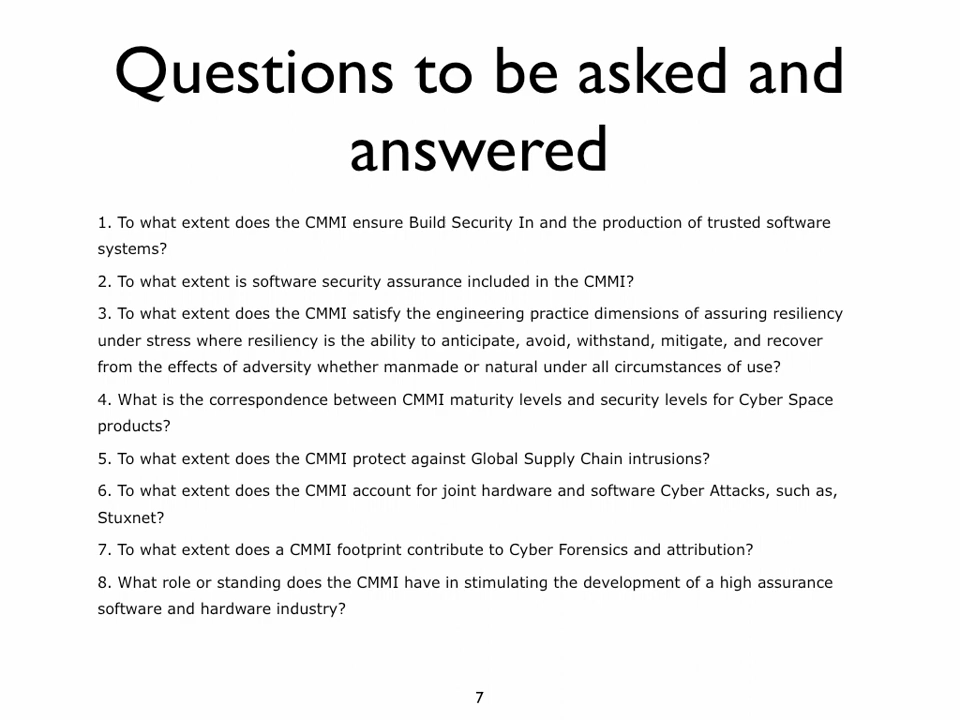 Questions to be asked and
answered
1. To what extent does the CMMI ensure Build Security In and the production of trusted software
systems?
2. To what extent is software security assurance included in the CMMI?
3. To what extent does the CMMI satisfy the engineering practice dimensions of assuring resiliency
under stress where resiliency is the ability to anticipate, avoid, withstand, mitigate, and recover
from the effects of adversity whether manmade or natural under all circumstances of use?
4. What is the correspondence between CMMI maturity levels and security levels for Cyber Space
products?
5. To what extent does the CMMI protect against Global Supply Chain intrusions?
6. To what extent does the CMMI account for joint hardware and software Cyber Attacks, such as,
Stuxnet?
7. To what extent does a CMMI footprint contribute to Cyber Forensics and attribution?
8. What role or standing does the CMMI have in stimulating the development of a high assurance
software and hardware industry?
7